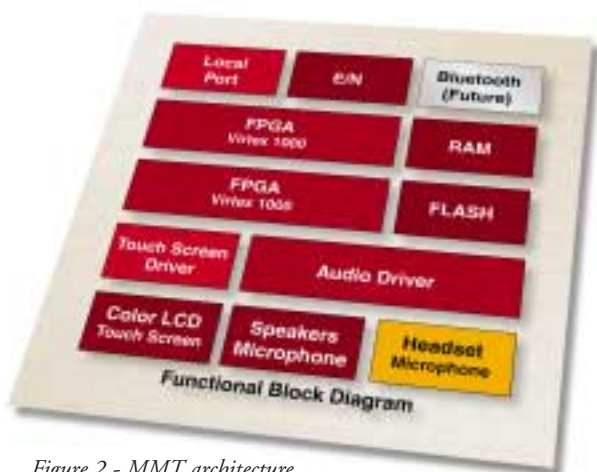 Local
Port
E/N
Bluetooth
(Future)
FPGA
Virtex 1000
RAM
FPGA
Virtex 1000
FLASH
Touch Screen
Driver
Audio Driver
Color LCD
Touch Screen
Speakers
Microphone
Headset
Microphone
Functional Block Diagram
Figure 2 - MMT architecture